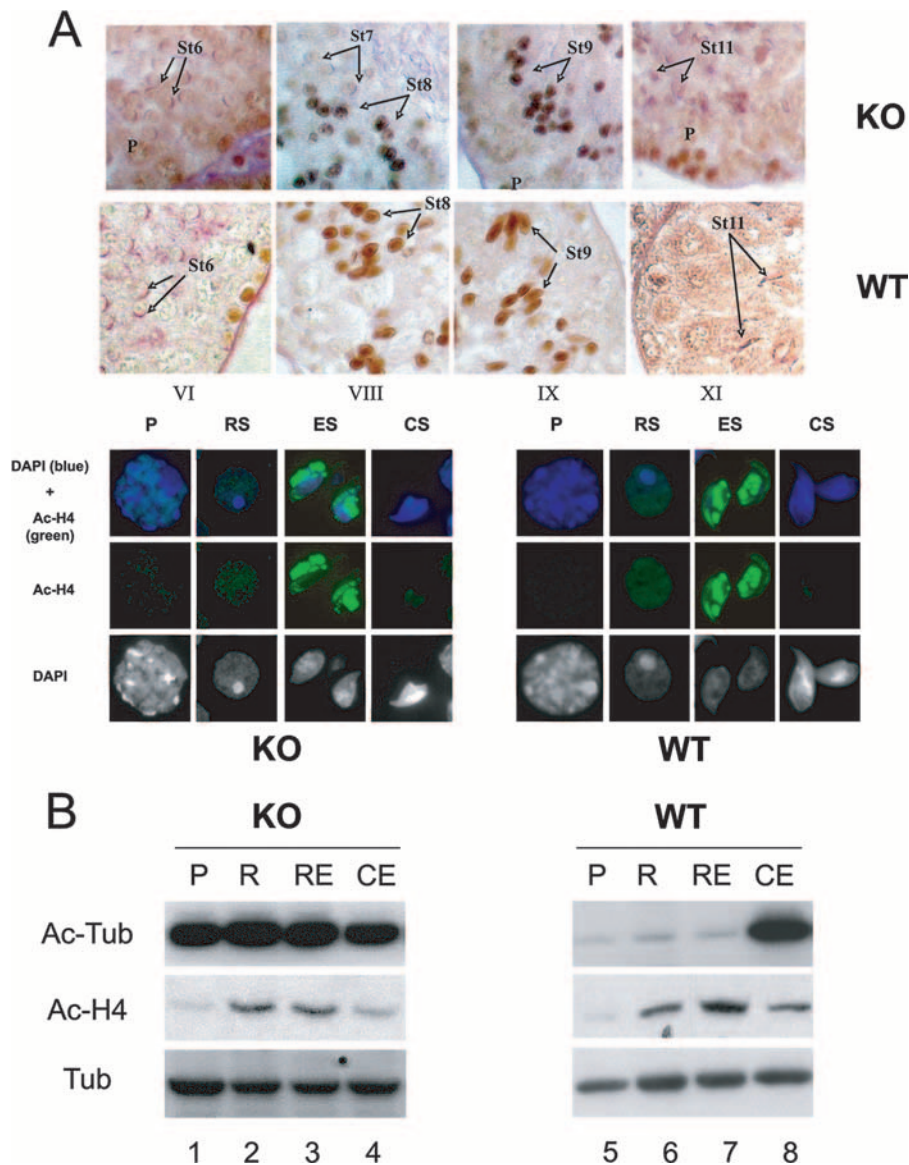 A
St6
P
St7
St8
St9
P
St11
P
KO
St6
St8
St9
St11
WT
VI VIII IX XI
P RS ES CS P RS ES CS
DAPI (blue)
+
Ac-H4
(green)
Ac-H4
DAPI
KO WT
B
KO WT
P R RE CE P R RE CE
Ac-Tub
Ac-H4
Tub
1 2 3 4 5 6 7 8